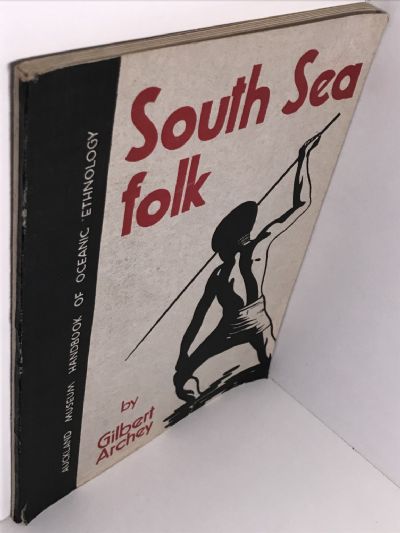 South Sea
folk
by
Gilbert
Archey
AUCKLAND MUSEUM HANDBOOK OF OCEANIC ETHNOLOGY